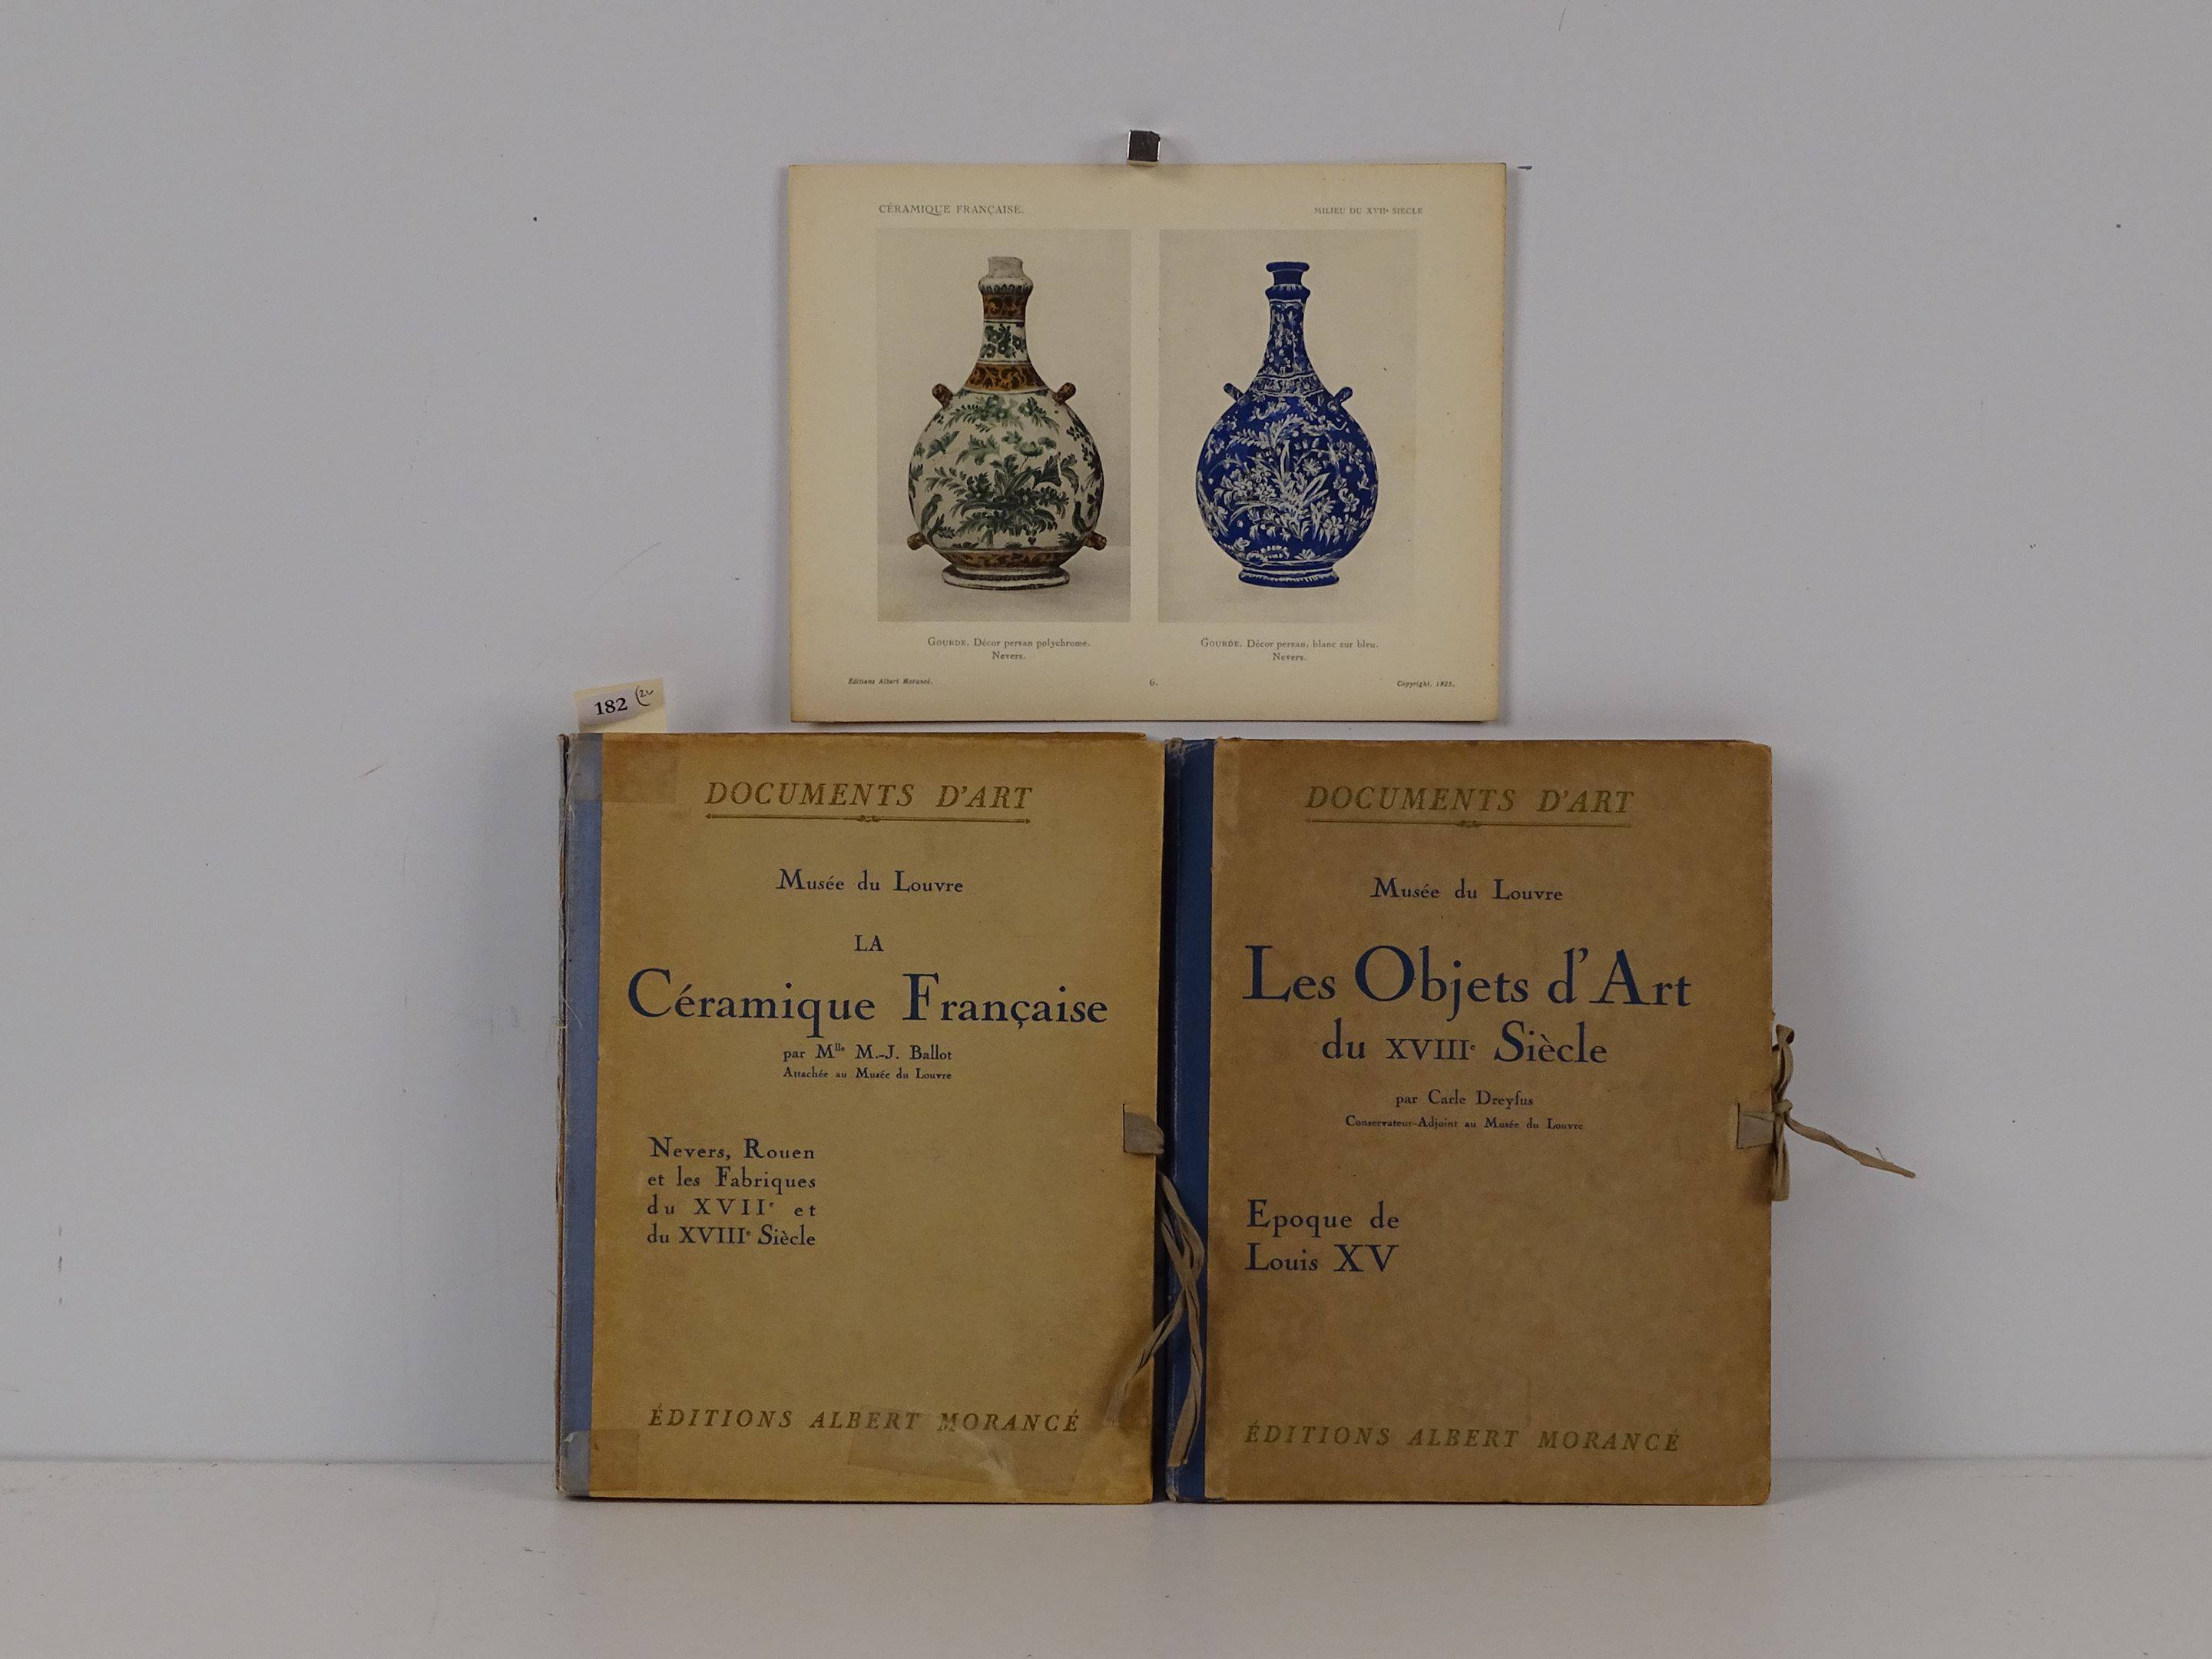 CÉRAMIQUE FRANÇAISE.
MILIEU DU XVIIe SIÈCLE
GOURDE. Décor persan polychrome.
Nevers.
GOURDE. Décor persan, blanc sur bleu.
Nevers.
Editions Albert Morancé.
6.
Copyright, 1925.
182
DOCUMENTS D'ART
Musée du Louvre
LA
Céramique Française
par Mlle M.-J. Ballot
Attachée au Musée du Louvre
Nevers, Rouen
et les Fabriques
du XVIIe et
du XVIIIe Siècle
ÉDITIONS ALBERT MORANCÉ
DOCUMENTS D'ART
Musée du Louvre
Les Objets d'Art
du XVIIIe Siècle
par Carle Dreyfus
Conservateur-Adjoint au Musée du Louvre
Epoque de
Louis XV
ÉDITIONS ALBERT MORANCÉ